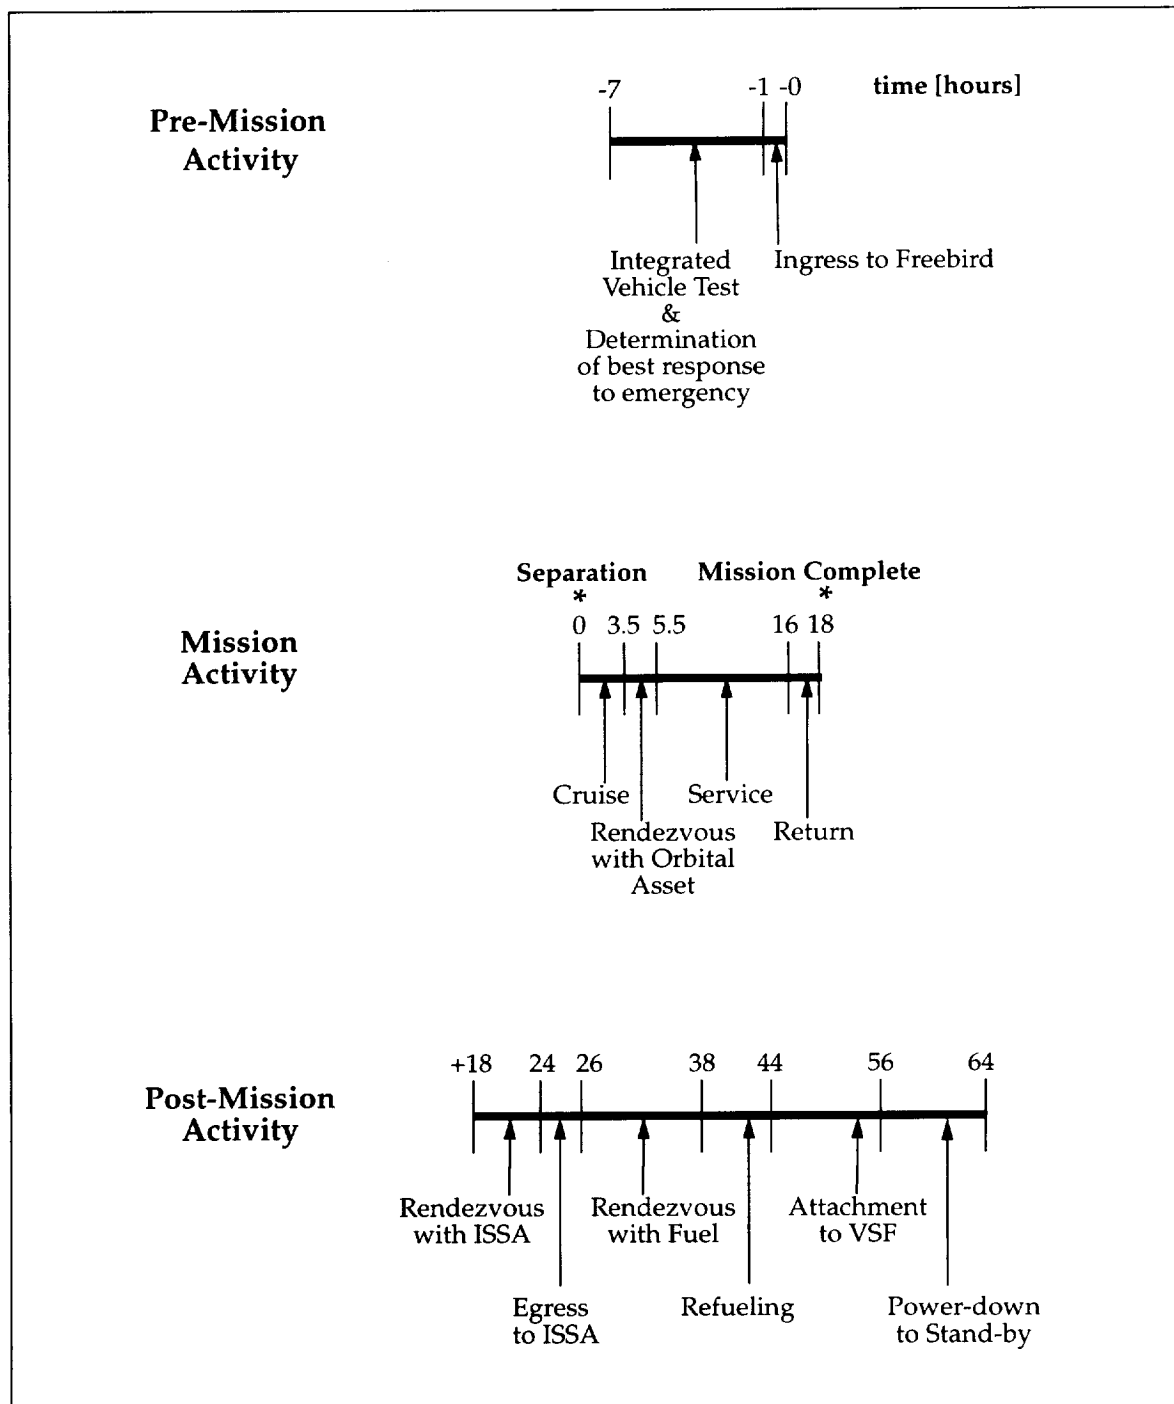 -7 -1 -0 time [hours]
Pre-Mission
Activity
Integrated
Vehicle Test
&
Determination
of best response
to emergency
Ingress to Freebird
Separation Mission Complete
* *
0 3.5 5.5 16 18
Mission
Activity
Cruise Service
Rendezvous
with Orbital
Asset
Return
+18 24 26 38 44 56 64
Post-Mission
Activity
Rendezvous
with ISSA
Rendezvous
with Fuel
Attachment
to VSF
Egress
to ISSA
Refueling
Power-down
to Stand-by